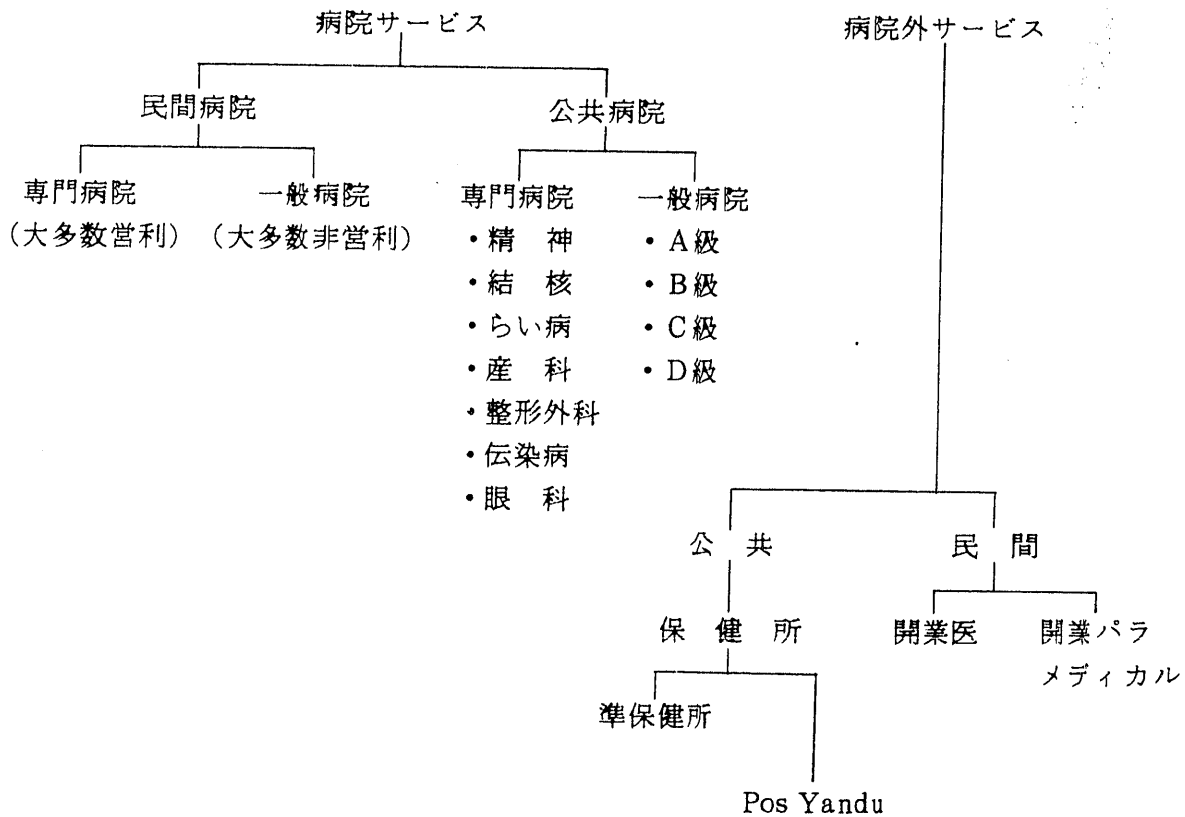 病院サービス 病院外サービス
民間病院 公共病院
専門病院 一般病院 専門病院 一般病院
(大多数営利) (大多数非営利) ・精 神 ・A級
・結 核 ・B級
・らい病 ・C級
・産 科 ・D級
・整形外科
・伝染病
・眼 科
公 共 民 間
保 健 所 開業医 開業パラ
メディカル
準保健所
Pos Yandu